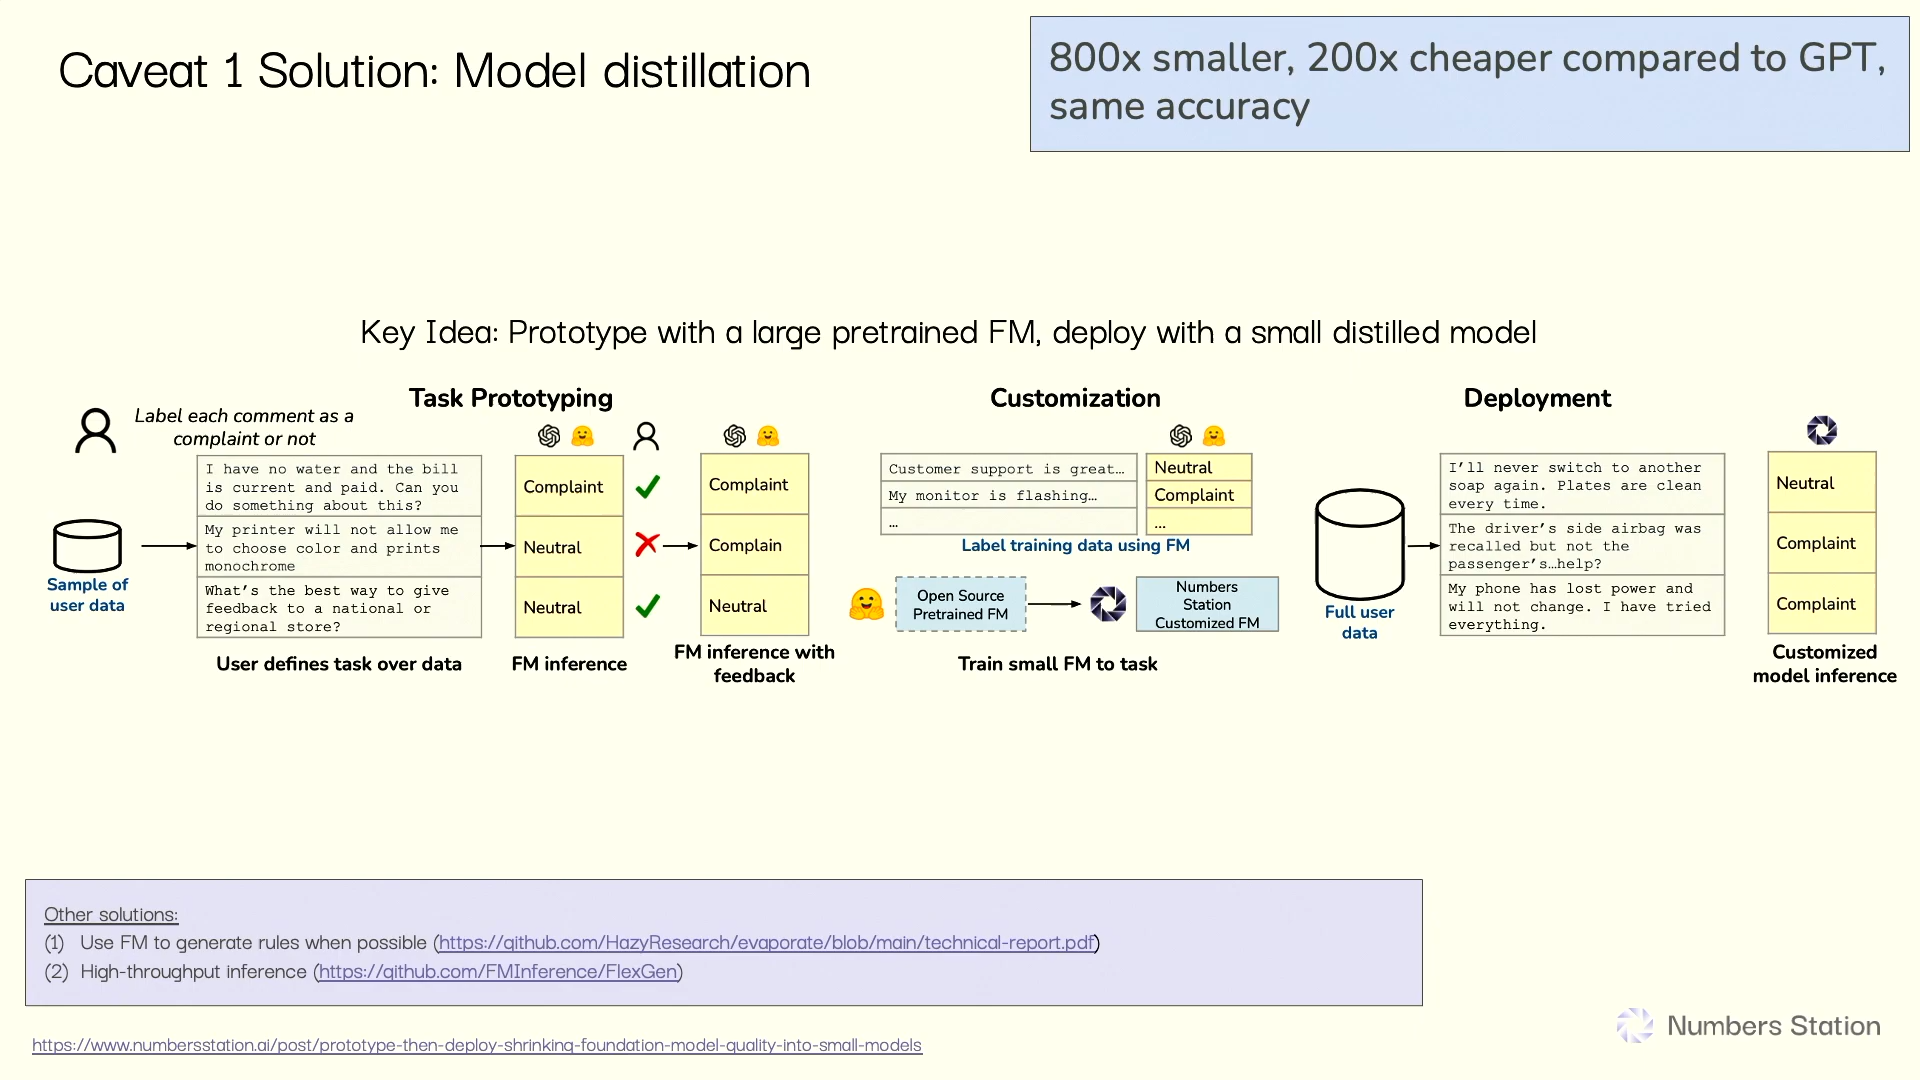 Caveat 1 Solution: Model distillation
800x smaller, 200x cheaper compared to GPT,
same accuracy
Key Idea: Prototype with a large pretrained FM, deploy with a small distilled model
Task Prototyping
Label each comment as a
complaint or not
Sample of
user data
I have no water and the bill
is current and paid. Can you
do something about this?
My printer will not allow me
to choose color and prints
monochrome
What's the best way to give
feedback to a national or
regional store?
User defines task over data
Complaint
Neutral
Neutral
FM inference
Complaint
Complain
Neutral
FM inference with
feedback
Customization
Customer support is great…
My monitor is flashing…
…
Neutral
Complaint
...
Label training data using FM
Open Source
Pretrained FM
Numbers
Station
Customized FM
Train small FM to task
Deployment
Full user
data
I'll never switch to another
soap again. Plates are clean
every time.
The driver's side airbag was
recalled but not the
passenger's…help?
My phone has lost power and
will not change. I have tried
everything.
Neutral
Complaint
Complaint
Customized
model inference
Other solutions:
(1) Use FM to generate rules when possible (https://github.com/HazyResearch/evaporate/blob/main/technical-report.pdf)
(2) High-throughput inference (https://github.com/FMInference/FlexGen)
Numbers Station
https://www.numbersstation.ai/post/prototype-then-deploy-shrinking-foundation-model-quality-into-small-models